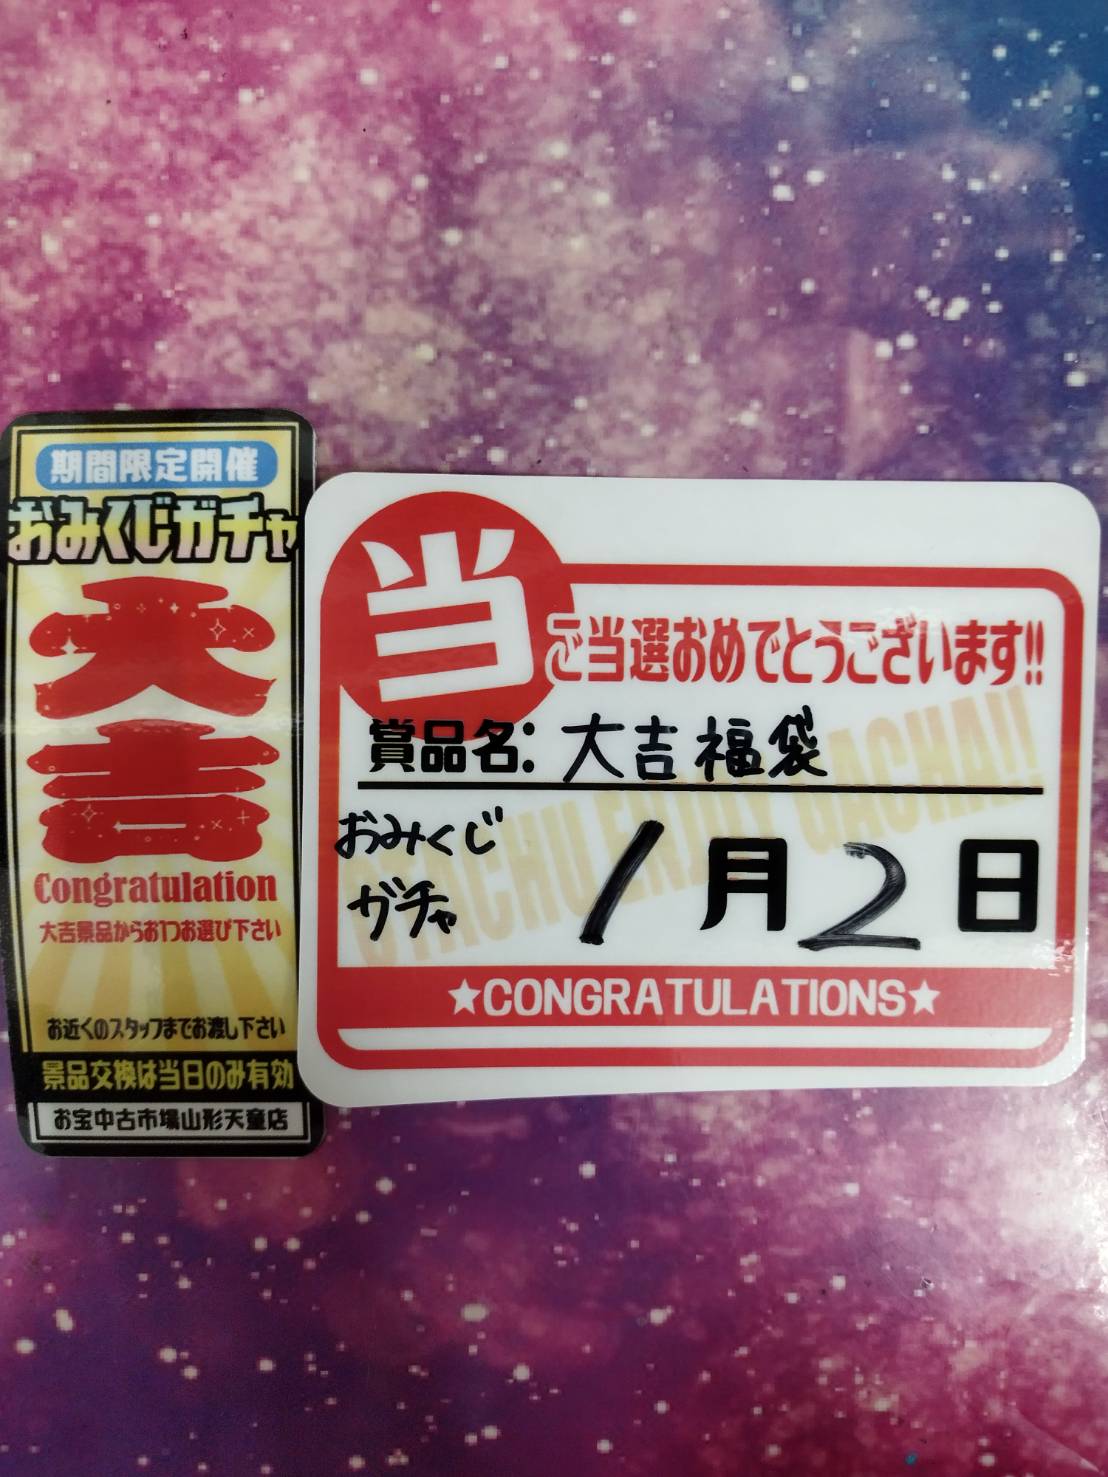 期間限定開催
おみくじガチャ
大吉
Congratulation
大吉景品からお1つお選び下さい
お近くのスタッフまでお渡し下さい
景品交換は当日のみ有効
お宝中古市場山形天童店
当
ご当選おめでとうございます!!
賞品名: 大吉福袋
おみくじ
ガチャ
1月2日
★CONGRATULATIONS★